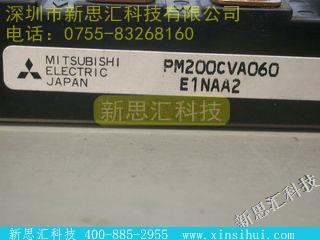 深圳市新思汇科技有限公司
电话：0755-83268160
MITSUBISHI
ELECTRIC
JAPAN
PM200CVA060
E1NAA2
新思汇科技
新思汇科技
新思汇科技 400-885-2955 www.xinsihui.com